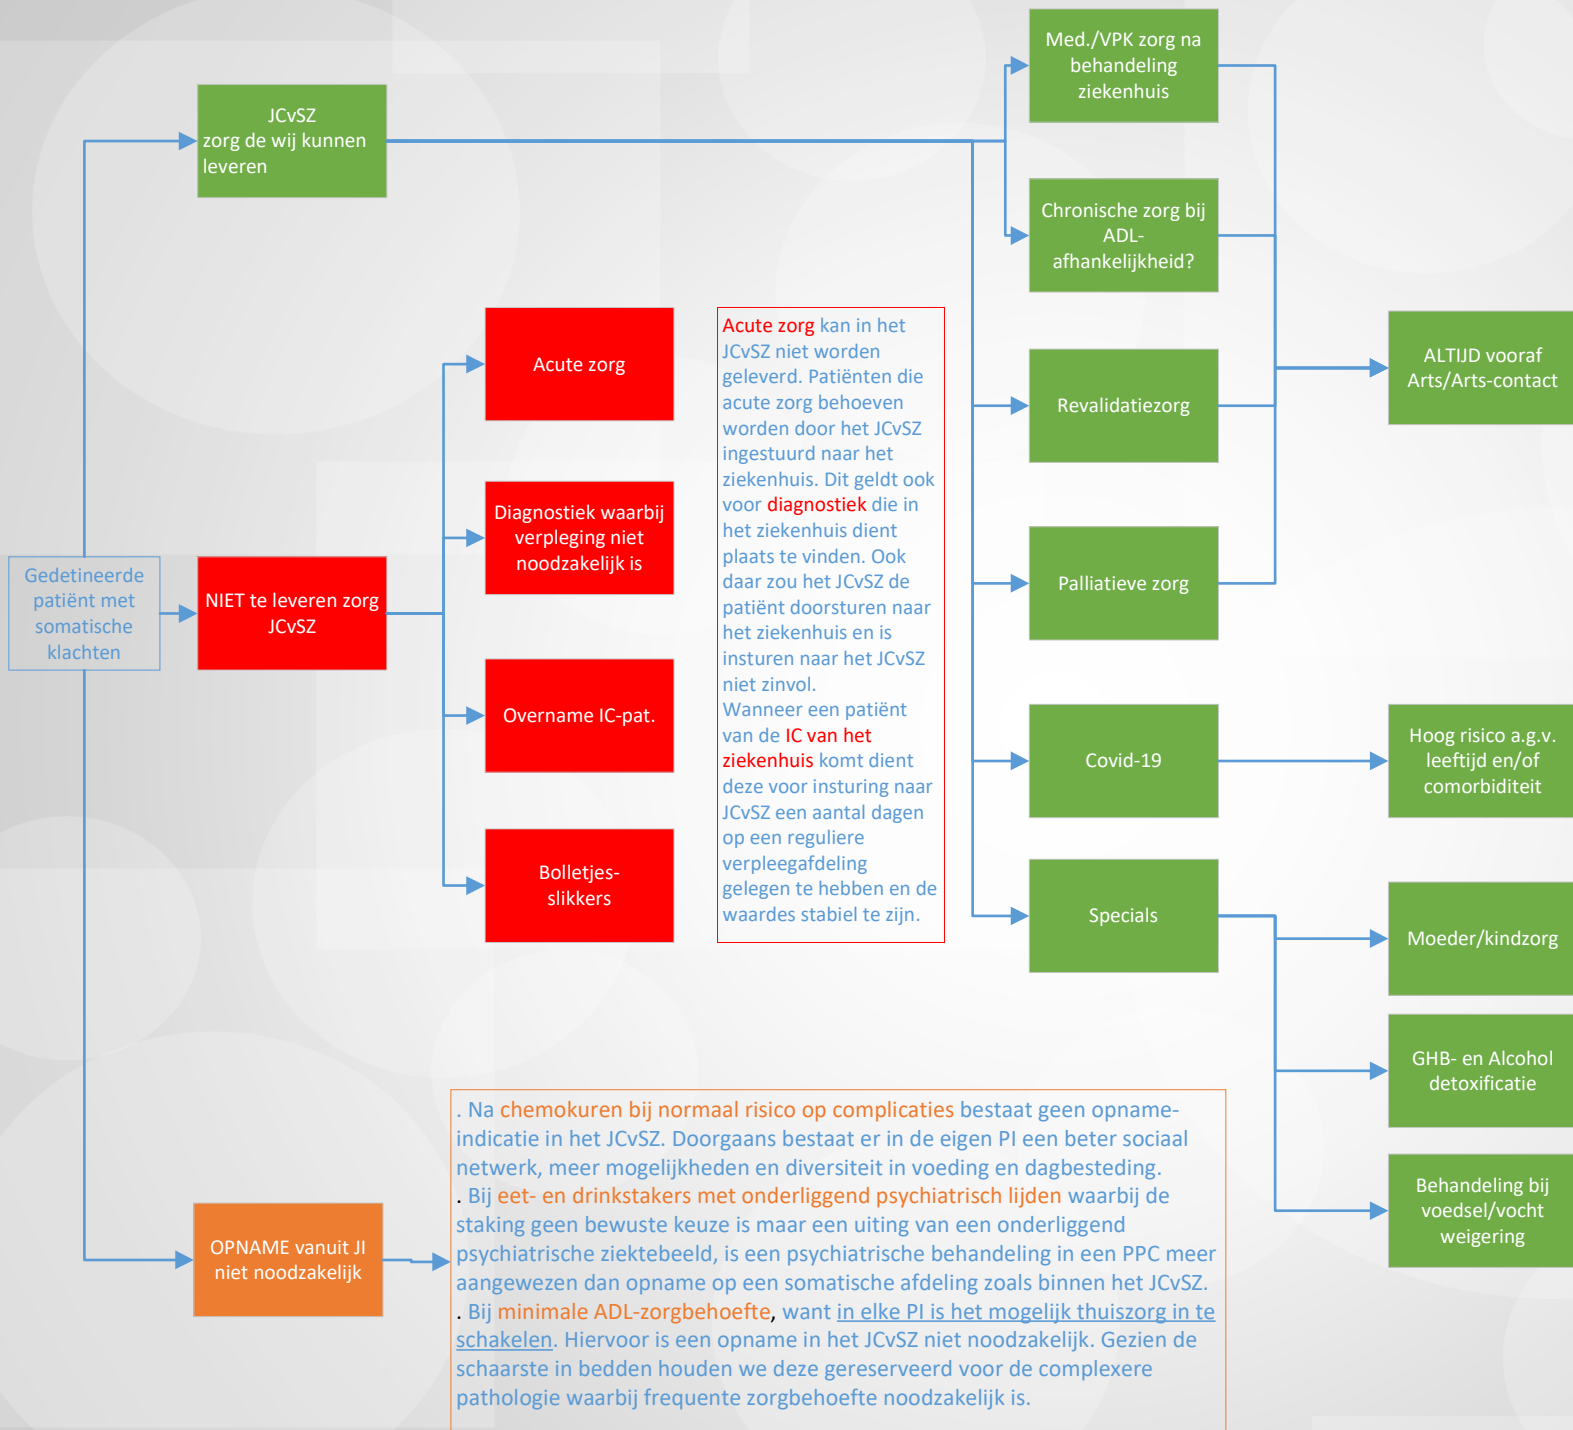 Gedetineerde
patiënt met
somatische
klachten
JCvSZ
zorg de wij kunnen
leveren
Med./VPK zorg na
behandeling
ziekenhuis
Chronische zorg bij
ADL-
afhankelijkheid?
Revalidatiezorg
Palliatieve zorg
ALTIJD vooraf
Arts/Arts-contact
Covid-19
Hoog risico a.g.v.
leeftijd en/of
comorbiditeit
Specials
Moeder/kindzorg
GHB- en Alcohol
detoxificatie
Behandeling bij
voedsel/vocht
weigering
NIET te leveren zorg
JCvSZ
Acute zorg
Diagnostiek waarbij
verpleging niet
noodzakelijk is
Overname IC-pat.
Bolletjes-
slikkers
Acute zorg kan in het
JCvSZ niet worden
geleverd. Patiënten die
acute zorg behoeven
worden door het JCvSZ
ingestuurd naar het
ziekenhuis. Dit geldt ook
voor diagnostiek die in
het ziekenhuis dient
plaats te vinden. Ook
daar zou het JCvSZ de
patiënt doorsturen naar
het ziekenhuis en is
insturen naar het JCvSZ
niet zinvol.
Wanneer een patiënt
van de IC van het
ziekenhuis komt dient
deze voor insturing naar
JCvSZ een aantal dagen
op een reguliere
verpleegafdeling
gelegen te hebben en de
waardes stabiel te zijn.
OPNAME vanuit JI
niet noodzakelijk
. Na chemokuren bij normaal risico op complicaties bestaat geen opname-
indicatie in het JCvSZ. Doorgaans bestaat er in de eigen PI een beter sociaal
netwerk, meer mogelijkheden en diversiteit in voeding en dagbesteding.
. Bij eet- en drinkstakers met onderliggend psychiatrisch lijden waarbij de
staking geen bewuste keuze is maar een uiting van een onderliggend
psychiatrische ziektebeeld, is een psychiatrische behandeling in een PPC meer
aangewezen dan opname op een somatische afdeling zoals binnen het JCvSZ.
. Bij minimale ADL-zorgbehoefte, want in elke PI is het mogelijk thuiszorg in te
schakelen. Hiervoor is een opname in het JCvSZ niet noodzakelijk. Gezien de
schaarste in bedden houden we deze gereserveerd voor de complexere
pathologie waarbij frequente zorgbehoefte noodzakelijk is.